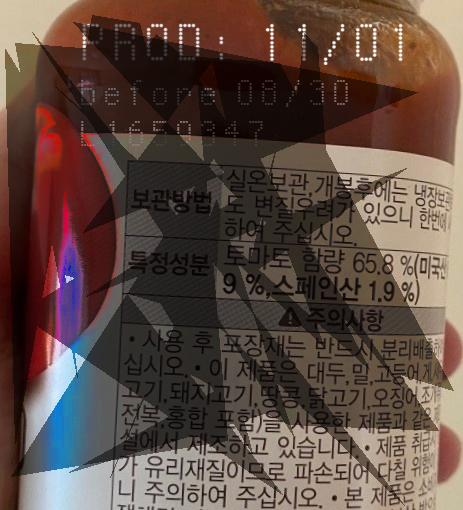 PROD: 11/01
before 08/30
L1659847
보관방법
실온보관,개봉후에는 냉장보관
도 변질우려가 있으니 한번에
하여 주십시오.
특정성분
토마토 함량 65.8 %(미국산
9 %,스페인산 1.9 %)
주의사항
• 사용 후 포장재는 반드시 분리배출하
십시오. • 이 제품은 대두,밀,고등어
고기,돼지고기,땅콩,닭고기,오징어,조개
전복,홍합 포함)을 사용한 제품과 같은
설에서 제조하고 있습니다. • 제품 취급
가 유리재질이므로 파손되어 다칠 위험이
니 주의하여 주십시오. • 본 제품은